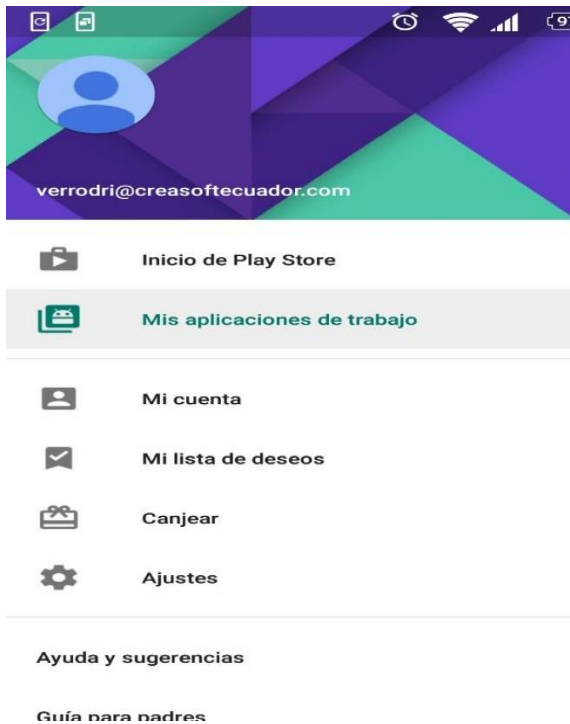 verrodri@creasoftecuador.com
Inicio de Play Store
Mis aplicaciones de trabajo
Mi cuenta
Mi lista de deseos
Canjear
Ajustes
Ayuda y sugerencias
Guía para padres